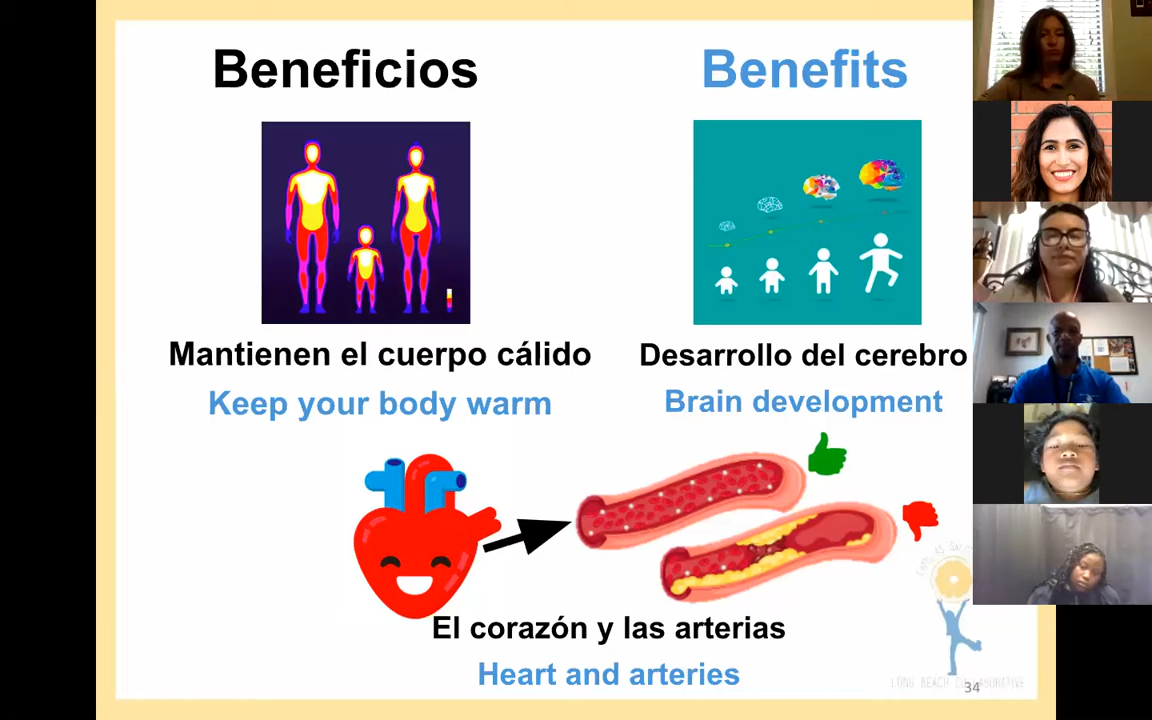 Beneficios
Benefits
Mantienen el cuerpo cálido
Keep your body warm
Desarrollo del cerebro
Brain development
El corazón y las arterias
Heart and arteries
LONG BEACH COLLABORATIVE
34